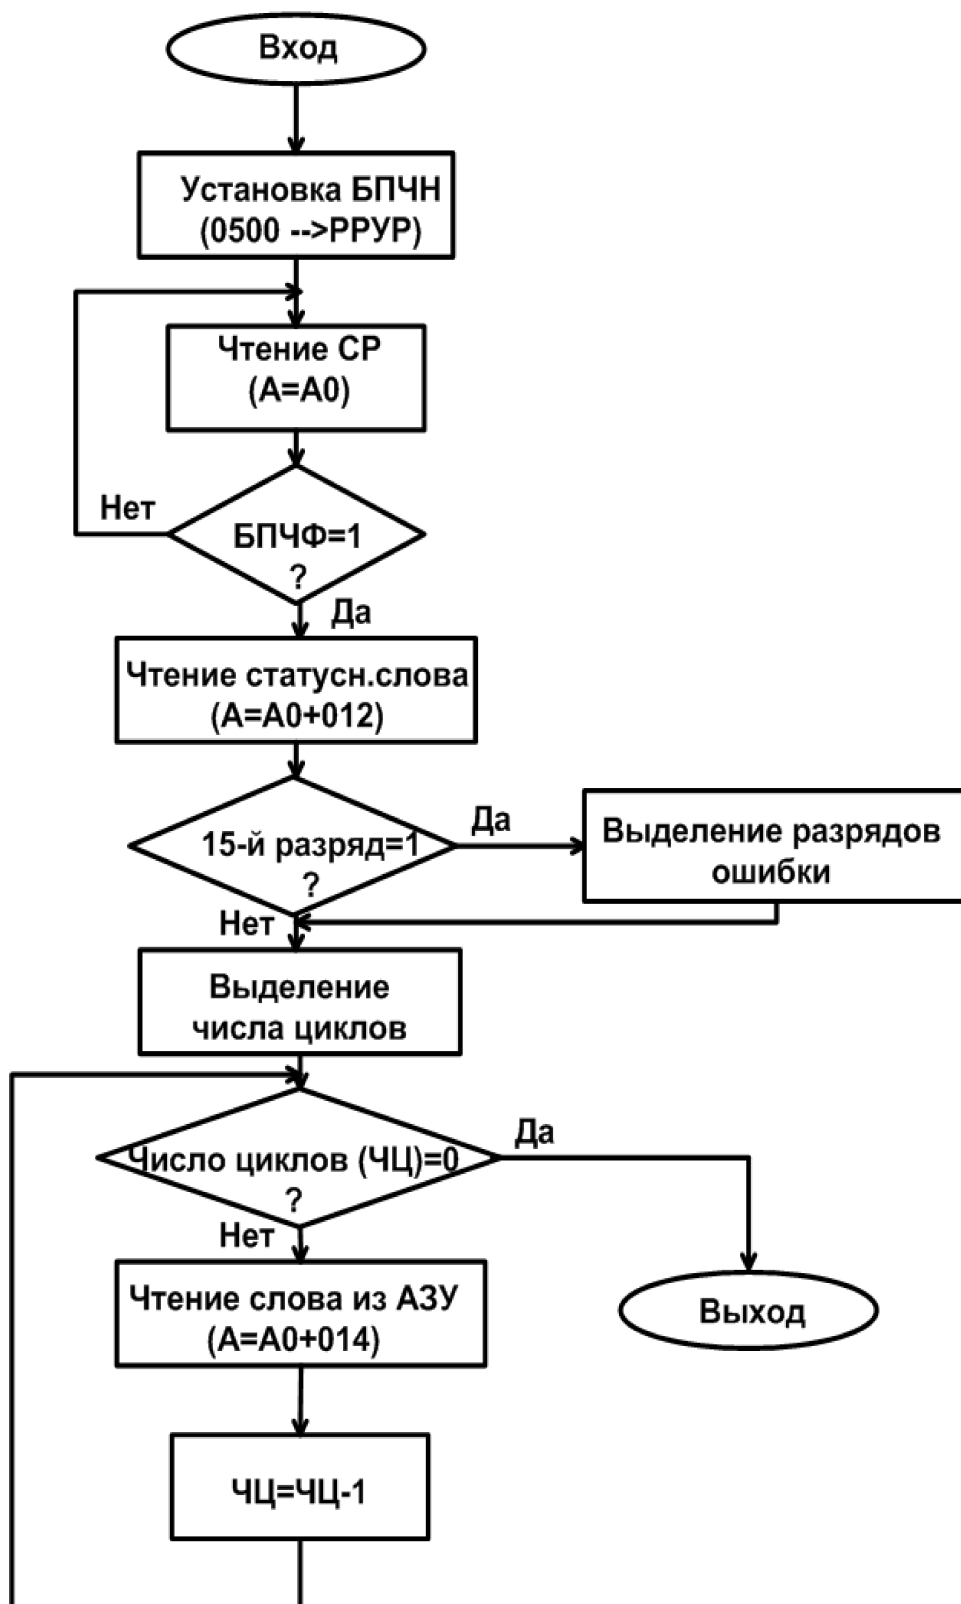 Вход
Установка БПЧН
(0500 -->РРУР)
Чтение СР
(А=А0)
Нет
БПЧФ=1
?
Да
Чтение статусн.слова
(А=А0+012)
15-й разряд=1
?
Да
Выделение разрядов
ошибки
Нет
Выделение
числа циклов
Число циклов (ЧЦ)=0
?
Да
Нет
Чтение слова из АЗУ
(А=А0+014)
Выход
ЧЦ=ЧЦ-1